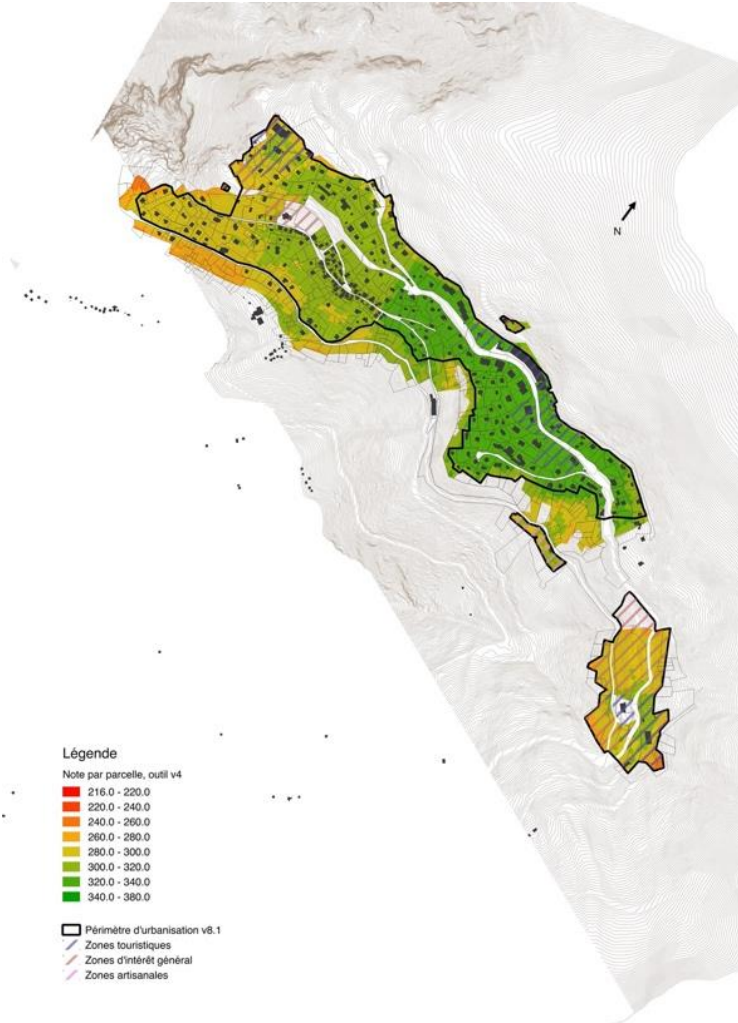 N
Légende
Note par parcelle, outil v4
216.0 - 220.0
220.0 - 240.0
240.0 - 260.0
260.0 - 280.0
280.0 - 300.0
300.0 - 320.0
320.0 - 340.0
340.0 - 380.0
Périmètre d'urbanisation v8.1
Zones touristiques
Zones d'intérêt général
Zones artisanales